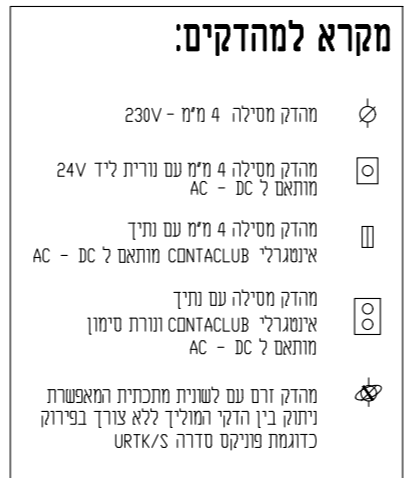 מקרא למהדקים:
מהדק מסילה 4 מ"מ - 230V
מהדק מסילה 4 מ"מ עם נורית ליד 24V
מותאם ל AC - DC
מהדק מסילה 4 מ"מ עם נתיך
אינטגרלי CONTACLUB מותאם ל AC - DC
מהדק מסילה עם נתיך
אינטגרלי CONTACLUB ונורת סימון
מותאם ל AC - DC
מהדק זרם עם לשונית מתכתית המאפשרת
ניתוק בין הדקי המוליך ללא צורך בפירוק
כדוגמת פוניקס סדרה URTK/S